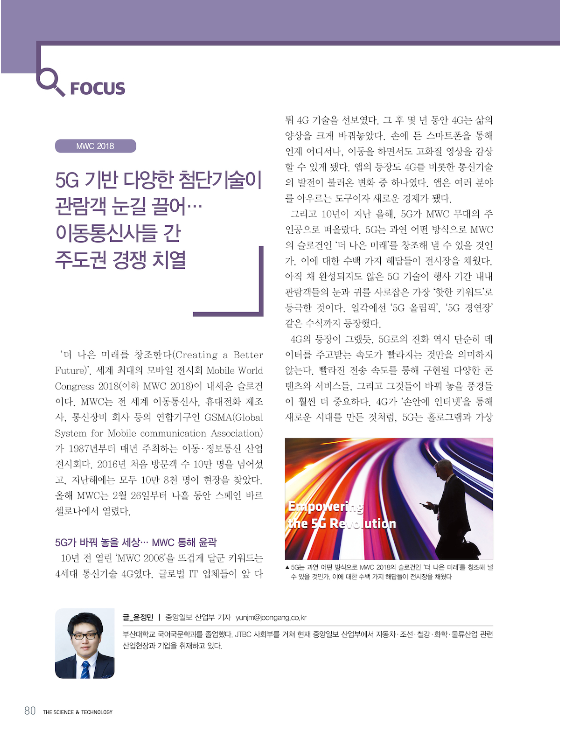 FOCUS
MWC 2018
5G 기반 다양한 첨단기술이
관람객 눈길 끌어…
이동통신사들 간
주도권 경쟁 치열
‘더 나은 미래를 창조한다(Creating a Better
Future)’. 세계 최대의 모바일 전시회 Mobile World
Congress 2018(이하 MWC 2018)이 내세운 슬로건
이다. MWC는 전 세계 이동통신사, 휴대전화 제조
사, 통신장비 회사 등의 연합기구인 GSMA(Global
System for Mobile communication Association)
가 1987년부터 매년 주최하는 이동·정보통신 산업
전시회다. 2016년 처음 방문객 수 10만 명을 넘어섰
고, 지난해에는 모두 10만 8천 명이 현장을 찾았다.
올해 MWC는 2월 26일부터 나흘 동안 스페인 바르
셀로나에서 열렸다.
5G가 바꿔 놓을 세상… MWC 통해 윤곽
10년 전 열린 ‘MWC 2008’을 뜨겁게 달군 키워드는
4세대 통신기술 4G였다. 글로벌 IT 업체들이 앞 다
퉈 4G 기술을 선보였다. 그 후 몇 년 동안 4G는 삶의
양상을 크게 바꿔놓았다. 손에 든 스마트폰을 통해
언제 어디서나, 이동을 하면서도 고화질 영상을 감상
할 수 있게 됐다. 앱의 등장도 4G를 비롯한 통신기술
의 발전이 불러온 변화 중 하나였다. 앱은 여러 분야
를 아우르는 도구이자 새로운 경제가 됐다.
그리고 10년이 지난 올해, 5G가 MWC 무대의 주
인공으로 떠올랐다. 5G는 과연 어떤 방식으로 MWC
의 슬로건인 ‘더 나은 미래’를 창조해 낼 수 있을 것인
가. 이에 대한 수백 가지 해답들이 전시장을 채웠다.
아직 채 완성되지도 않은 5G 기술이 행사 기간 내내
관람객들의 눈과 귀를 사로잡은 가장 ‘핫한 키워드’로
등극한 것이다. 일각에선 ‘5G 올림픽’, ‘5G 경연장’
같은 수식까지 등장했다.
4G의 등장이 그랬듯, 5G로의 진화 역시 단순히 데
이터를 주고받는 속도가 빨라지는 것만을 의미하지
않는다. 빨라진 전송 속도를 통해 구현될 다양한 콘
텐츠와 서비스들, 그리고 그것들이 바꿔 놓을 풍경들
이 훨씬 더 중요하다. 4G가 ‘손안에 인터넷’을 통해
새로운 시대를 만든 것처럼, 5G는 홀로그램과 가상
Empowering
the 5G Revolution
▲ 5G는 과연 어떤 방식으로 MWC 2018의 슬로건인 ‘더 나은 미래’를 창조해 낼
수 있을 것인가. 이에 대한 수백 가지 해답들이 전시장을 채웠다
글_윤정민 | 중앙일보 산업부 기자 yunjm@joongang.co.kr
부산대학교 국어국문학과를 졸업했다. JTBC 사회부를 거쳐 현재 중앙일보 산업부에서 자동차·조선·철강·화학·물류산업 관련
산업현장과 기업을 취재하고 있다.
80 THE SCIENCE & TECHNOLOGY